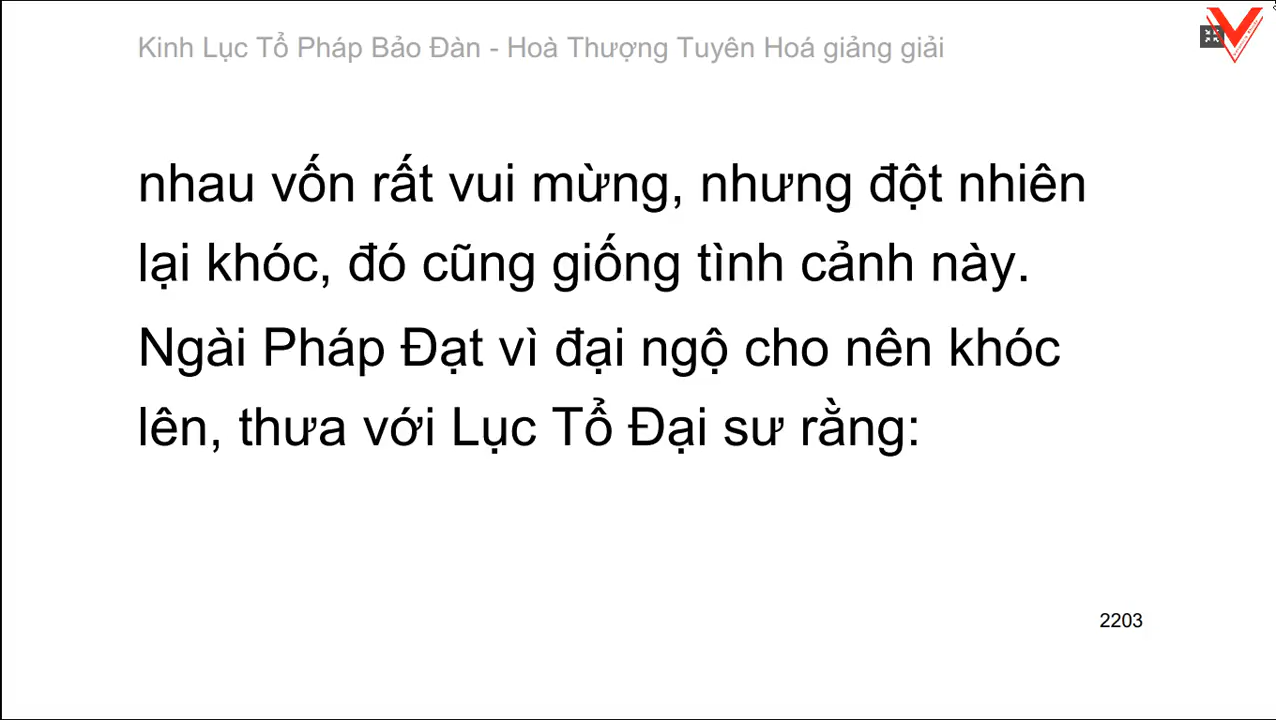 Kinh Lục Tổ Pháp Bảo Đàn - Hoà Thượng Tuyên Hoá giảng giải
nhau vốn rất vui mừng, nhưng đột nhiên
lại khóc, đó cũng giống tình cảnh này.
Ngài Pháp Đạt vì đại ngộ cho nên khóc
lên, thưa với Lục Tổ Đại sư rằng:
2203